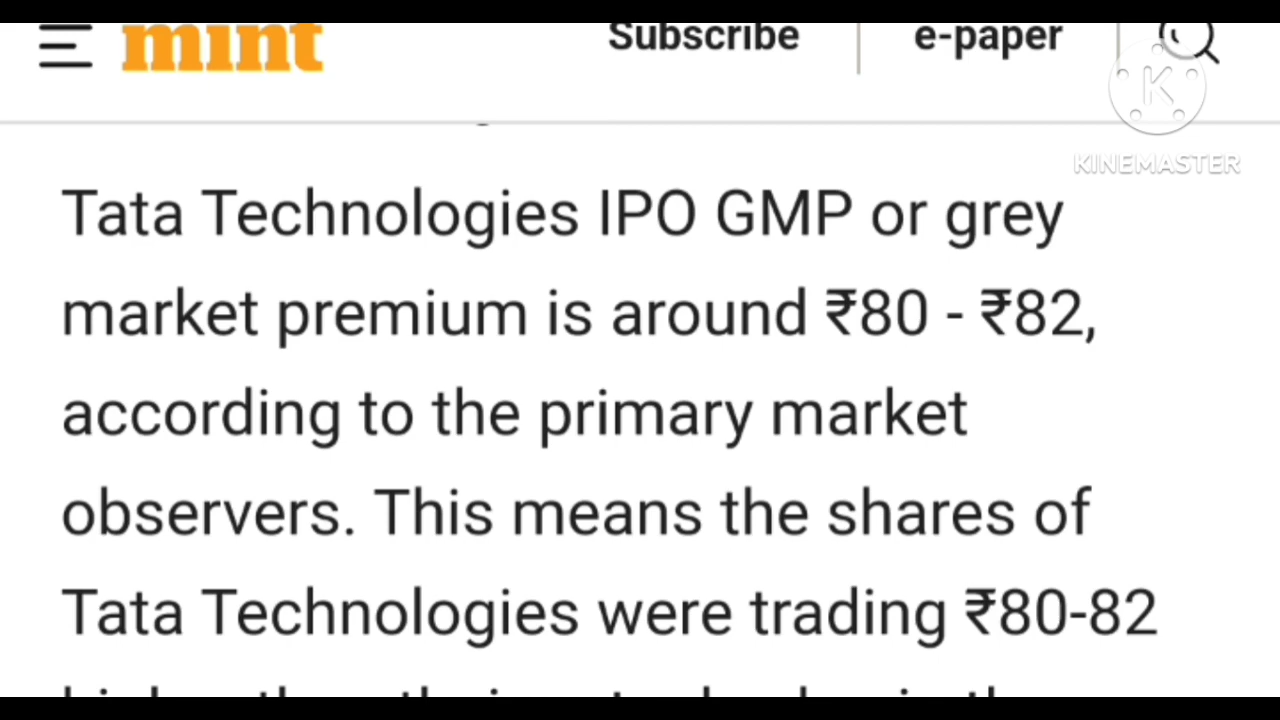 mint Subscribe e-paper
K
KINEMASTER
Tata Technologies IPO GMP or grey
market premium is around ₹80 - ₹82,
according to the primary market
observers. This means the shares of
Tata Technologies were trading ₹80-82